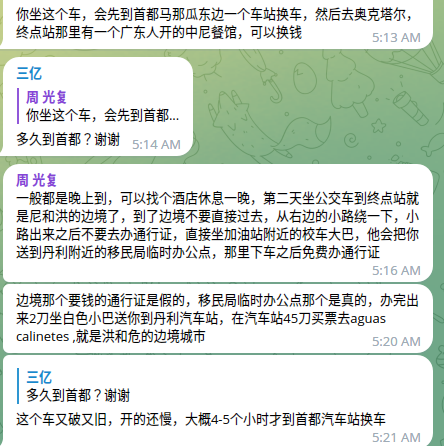 你坐这个车，会先到首都马那瓜东边一个车站换车，然后去奥克塔尔，
终点站那里有一个广东人开的中尼餐馆，可以换钱
5:13 AM
三亿
周 光复
你坐这个车，会先到首都...
多久到首都？谢谢
5:14 AM
周 光复
一般都是晚上到，可以找个酒店休息一晚，第二天坐公交车到终点站就
是尼和洪的边境了，到了边境不要直接过去，从右边的小路绕一下，小
路出来之后不要去办通行证，直接坐加油站附近的校车大巴，他会把你
送到丹利附近的移民局临时办公点，那里下车之后免费办通行证
5:16 AM
边境那个要钱的通行证是假的，移民局临时办公点那个是真的，办完出
来2刀坐白色小巴送你到丹利汽车站，在汽车站45刀买票去aguas
calinetes ,就是洪和危的边境城市
5:20 AM
三亿
多久到首都？谢谢
这个车又破又旧，开的还慢，大概4-5个小时才到首都汽车站换车
5:21 AM